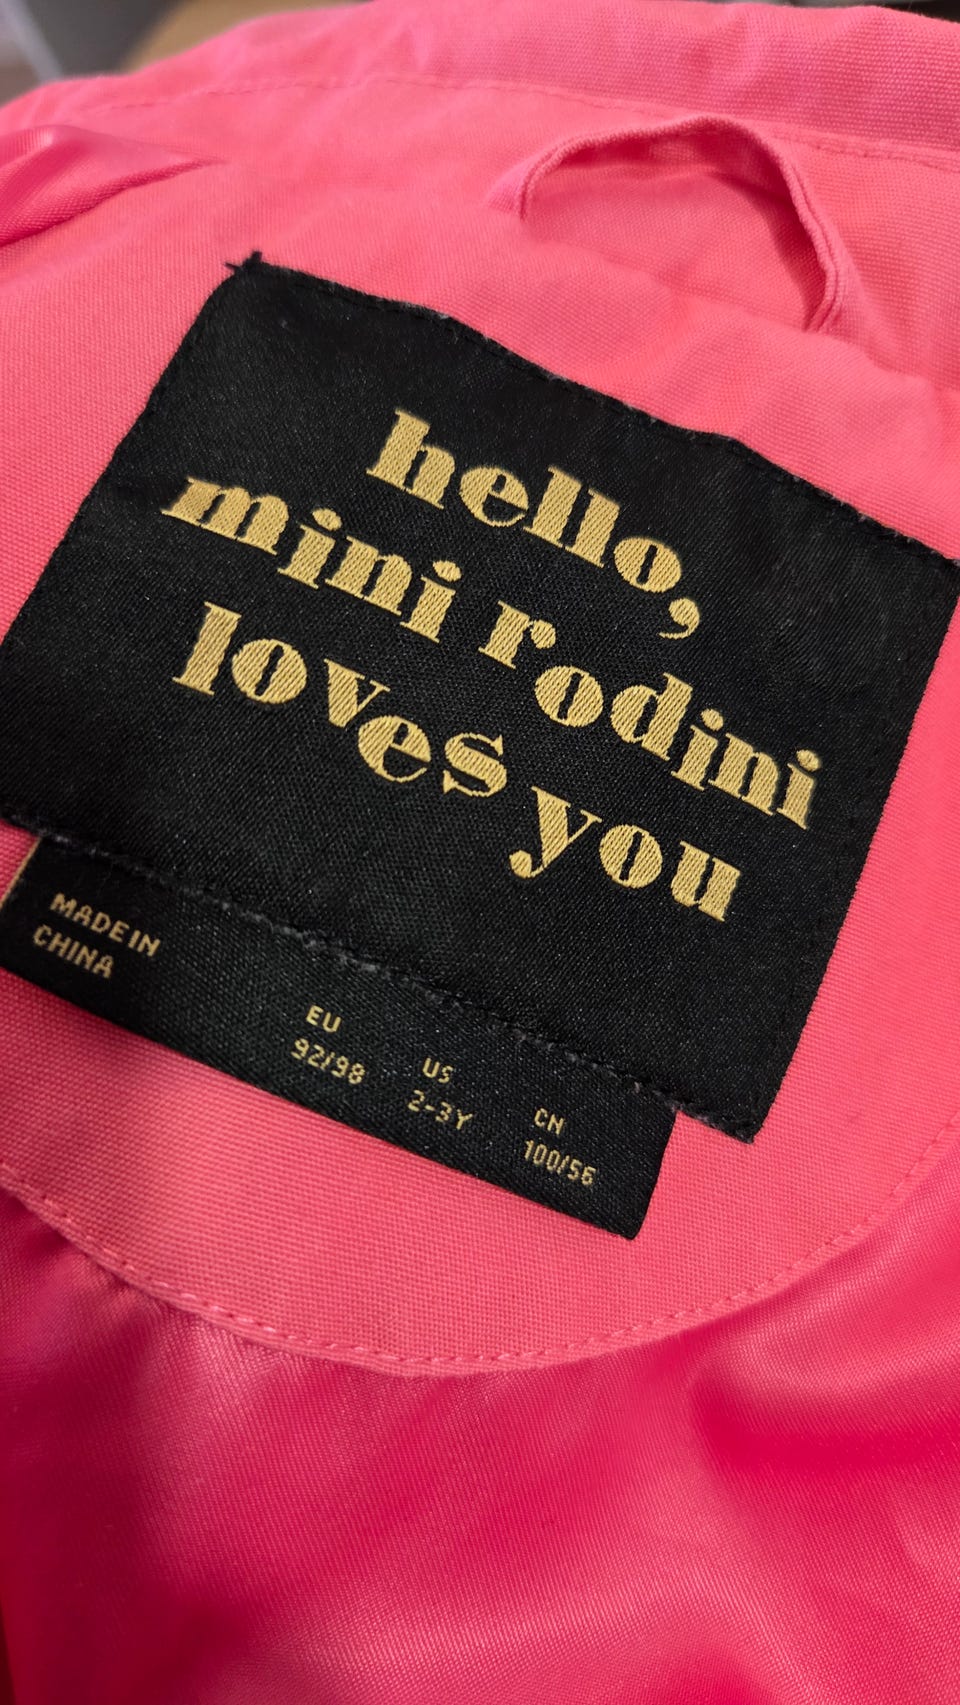 hello,
mini rodini
loves you
MADE IN
CHINA
EU
92/98
US
2-3Y
CN
100/56